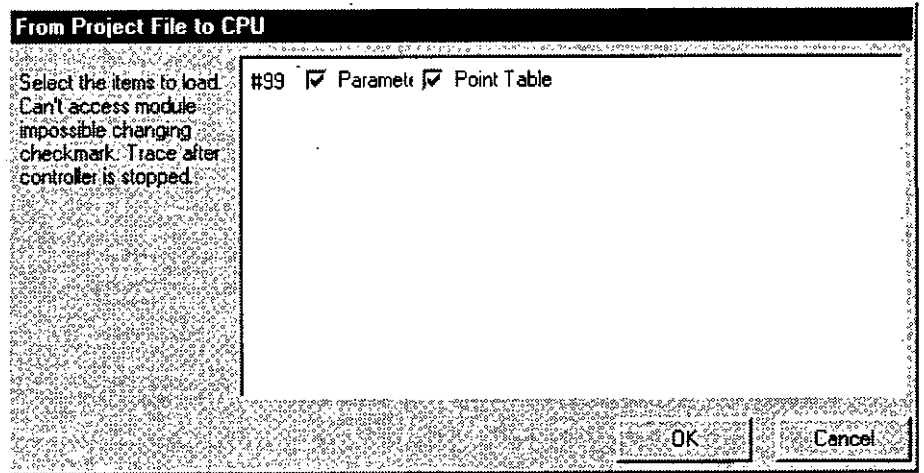 From Project File to CPU
Select the items to load.
Can't access module
impossible changing
checkmark. Trace after
controller is stopped.
#99 Paramete Point Table
OK Cancel